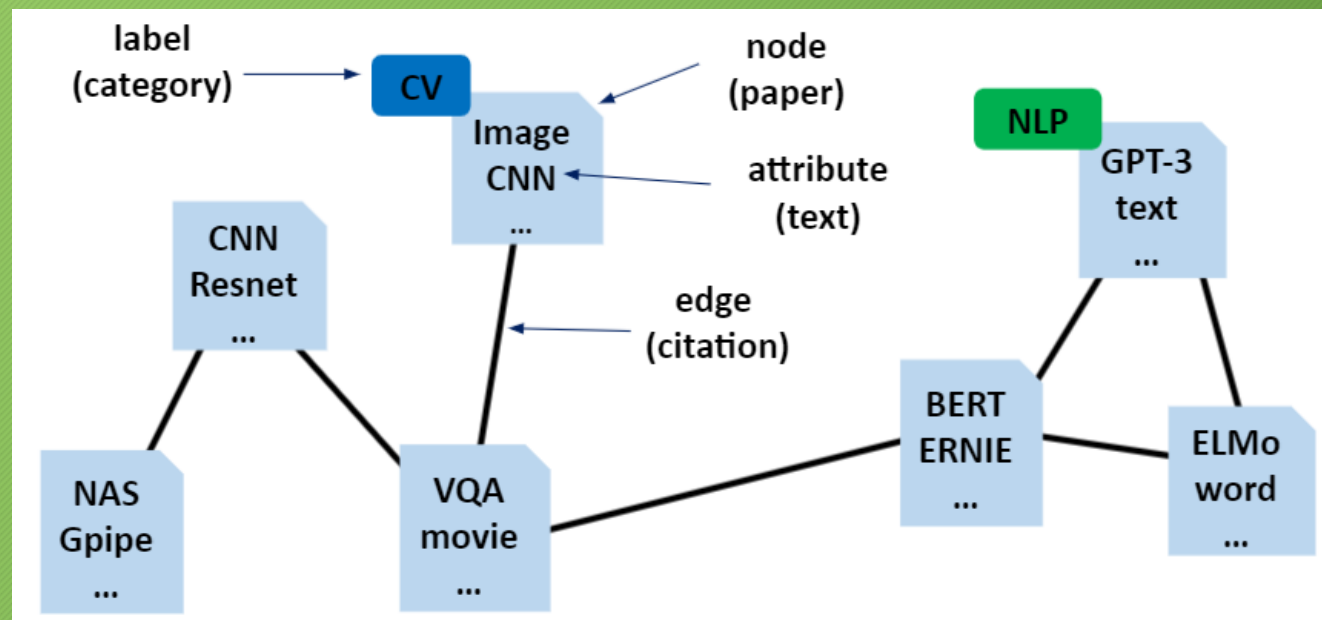 label
(category)
CV
Image
CNN
...
node
(paper)
attribute
(text)
NLP
GPT-3
text
...
CNN
Resnet
...
edge
(citation)
NAS
Gpipe
...
VQA
movie
...
BERT
ERNIE
...
ELMo
word
...